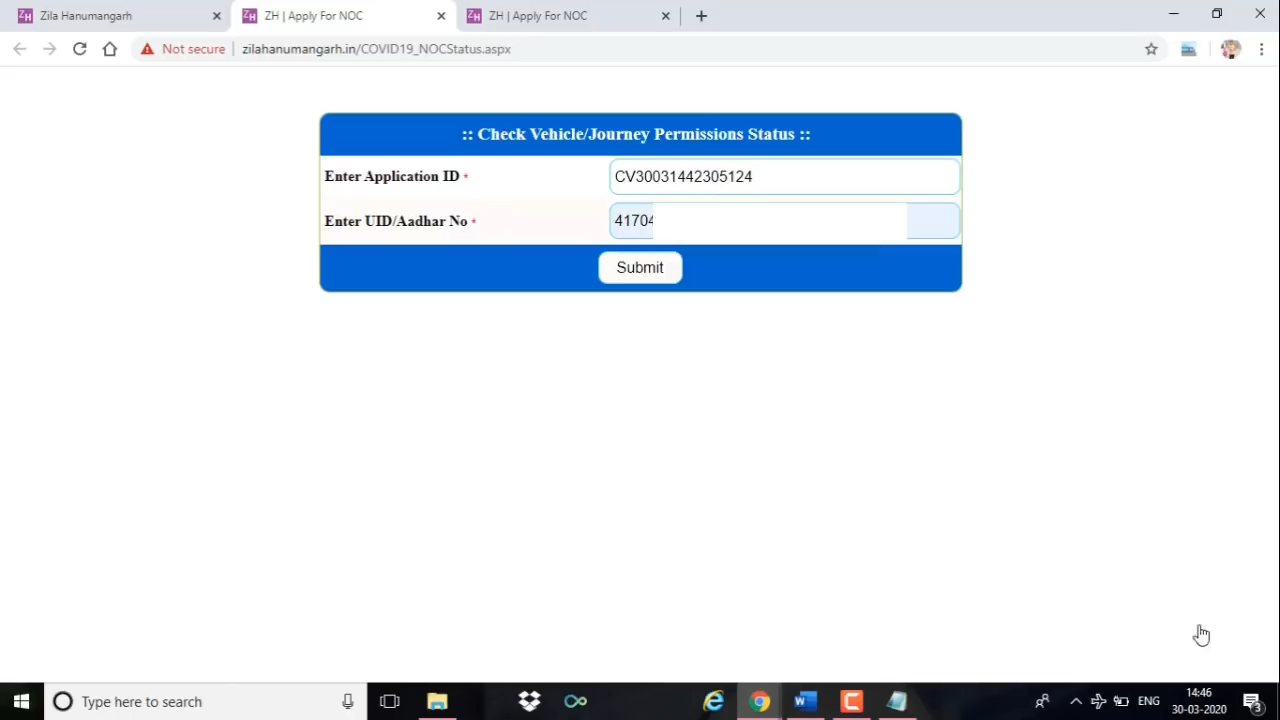 Zila Hanumangarh
ZH | Apply For NOC
ZH | Apply For NOC
Not secure
zilahanumangarh.in/COVID19_NOCStatus.aspx
:: Check Vehicle/Journey Permissions Status ::
Enter Application ID *
CV30031442305124
Enter UID/Aadhar No *
41704
Submit
Type here to search
ENG
14:46
30-03-2020
3